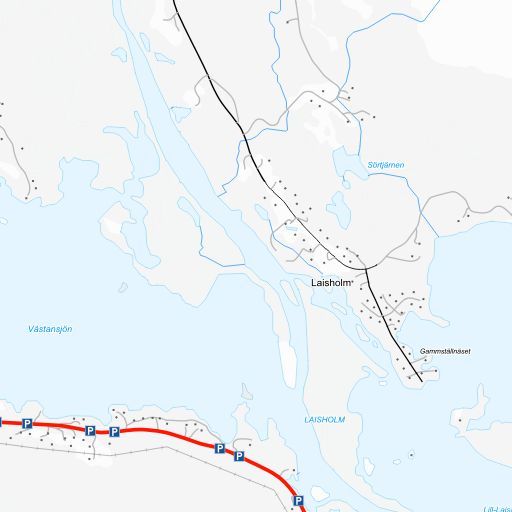 Sörtjärnen
Laisholm
Västansjön
Gammställnäset
LAISHOLM
P
P
P
P
P
P